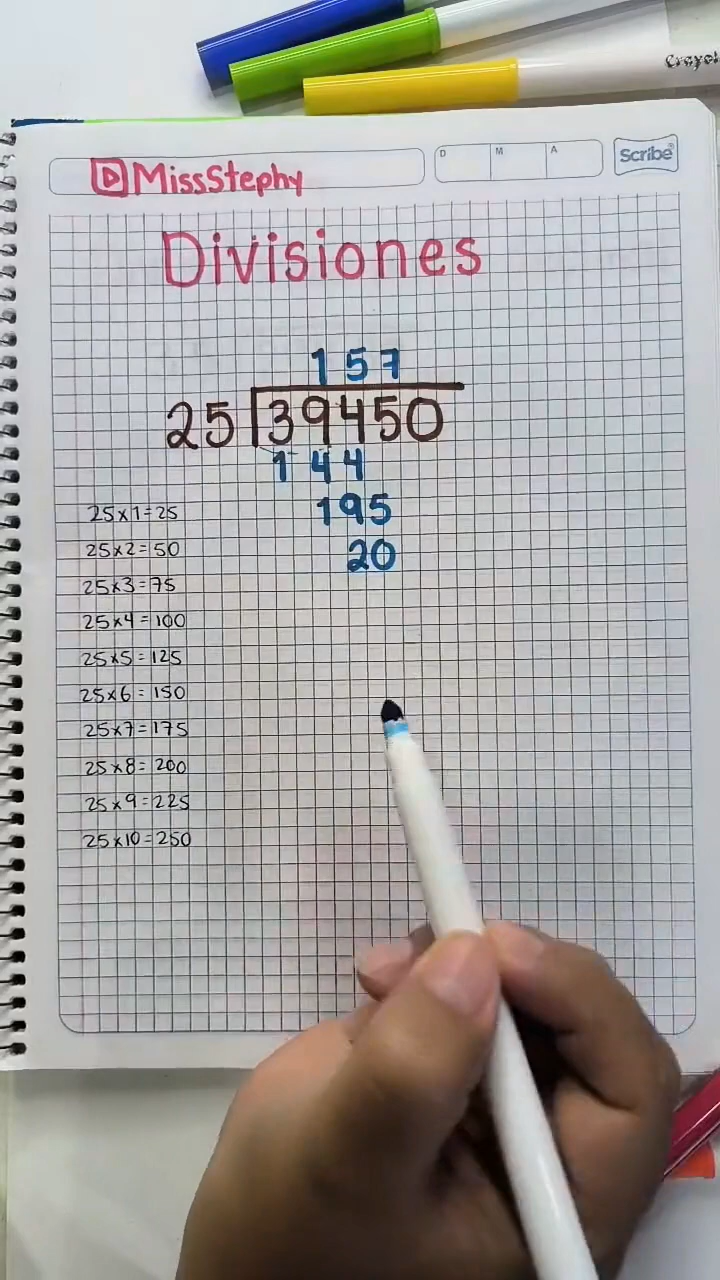 Crayol
Scribe
D M A
MissStephy
Divisiones
157
25 39450
144
195
20
25x1=25
25x2=50
25x3=75
25x4=100
25x5=125
25x6=150
25x7=175
25x8=200
25x9=225
25x10=250